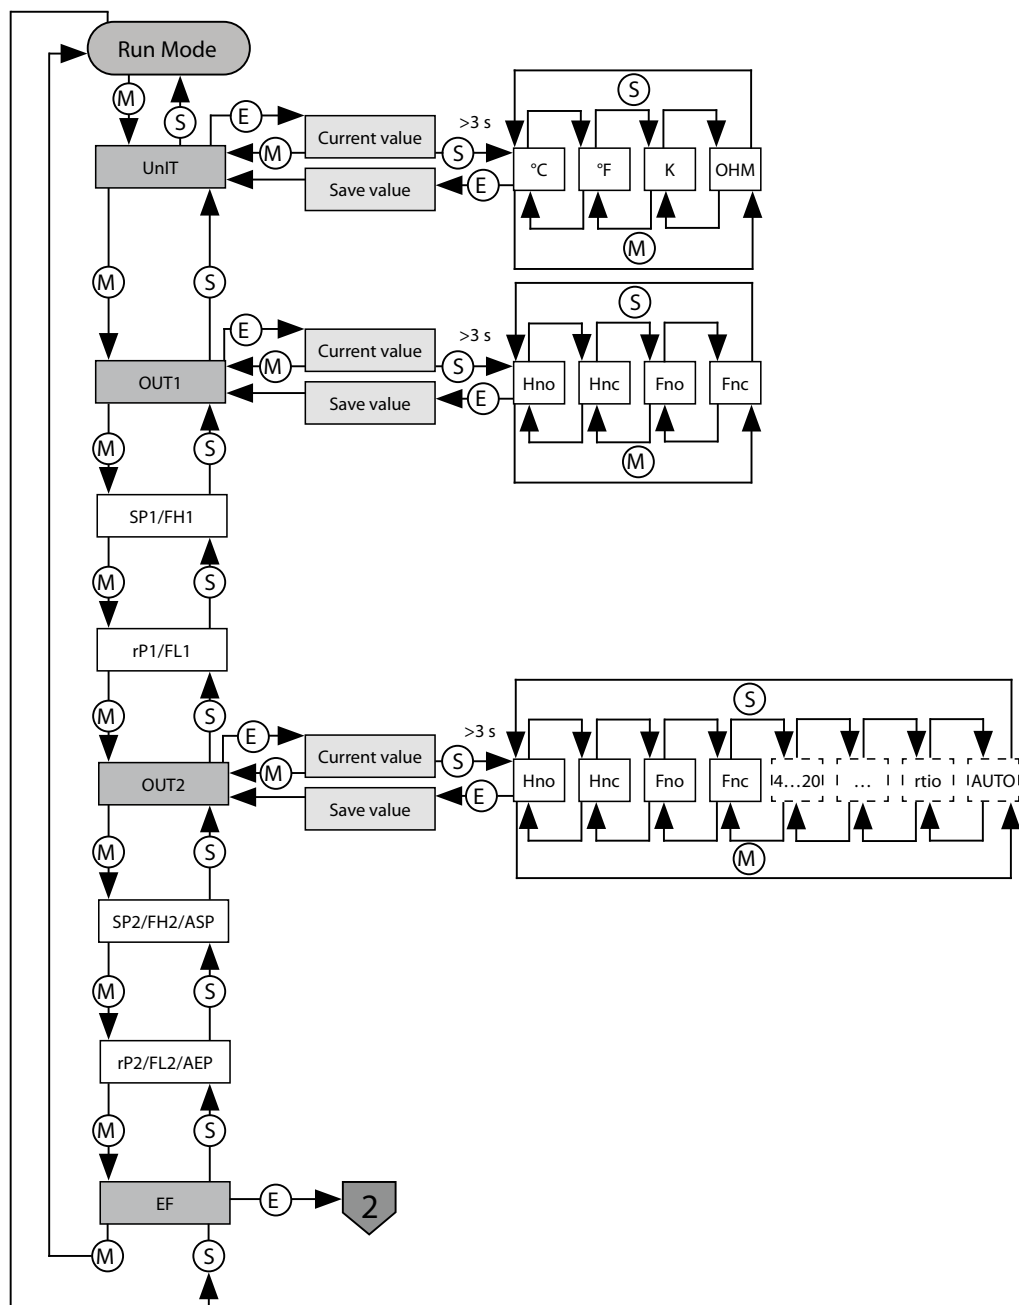 Run Mode
M
S
E
Current value
>3 s
S
M
S
UnIT
°C
°F
K
OHM
Save value
E
M
M
S
E
Current value
>3 s
S
M
S
OUT1
Hno
Hnc
Fno
Fnc
Save value
E
M
M
S
SP1/FH1
M
S
rP1/FL1
M
S
E
Current value
>3 s
S
M
S
OUT2
Hno
Hnc
Fno
Fnc
4...20
...
rtio
AUTO
Save value
E
M
M
S
SP2/FH2/ASP
M
S
rP2/FL2/AEP
M
S
EF
E
2
M
S